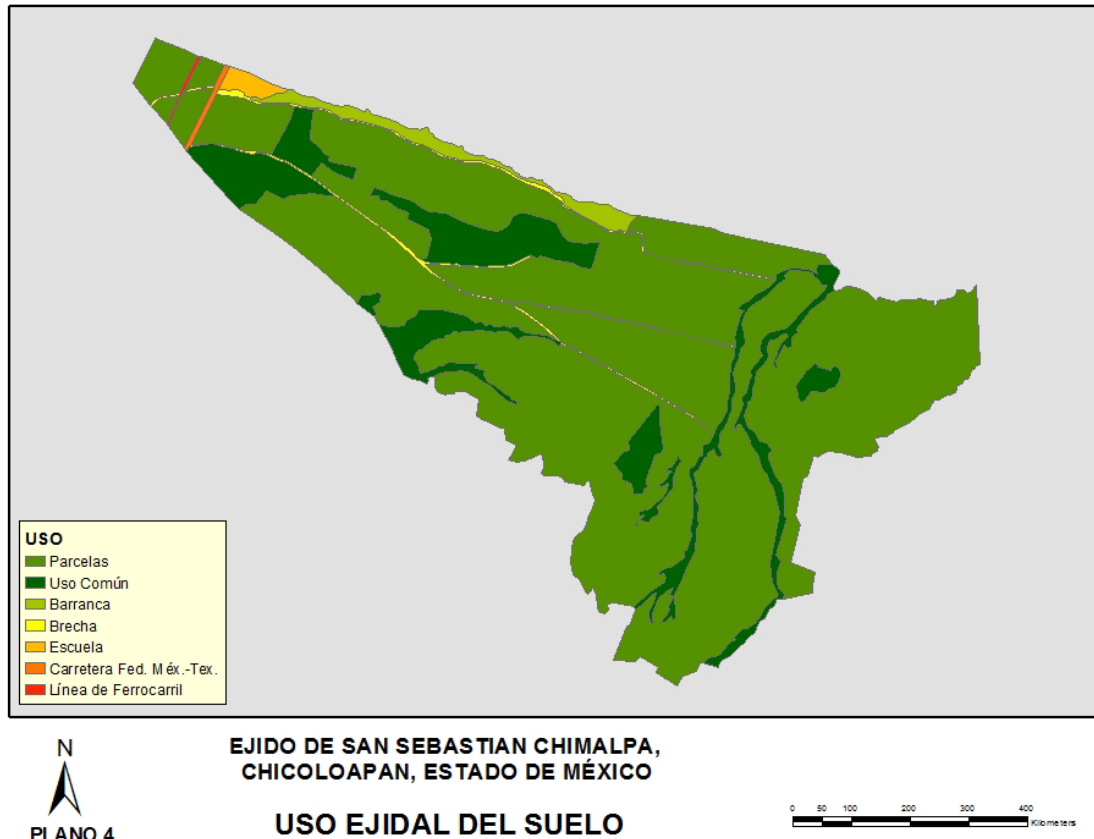 USO
Parcelas
Uso Común
Barranca
Brecha
Escuela
Carretera Fed. Méx.-Tex.
Línea de Ferrocarril
N
PLANO 4
EJIDO DE SAN SEBASTIAN CHIMALPA,
CHICOLOAPAN, ESTADO DE MÉXICO
USO EJIDAL DEL SUELO
0 50 100 200 300 400
Kilometers